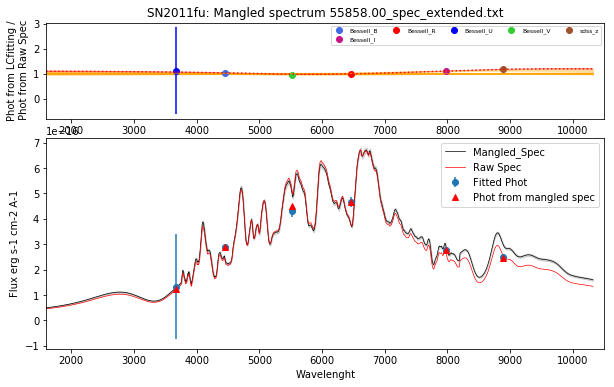 SN2011fu: Mangled spectrum 55858.00_spec_extended.txt
Phot from LCfitting /
Phot from Raw Spec
3
2
1
0
Bessell_B
Bessell_R
Bessell_U
Bessell_V
sdss_z
Bessell_I
2000 3000 4000 5000 6000 7000 8000 9000 10000
1e−16
Flux erg s-1 cm-2 A-1
7
6
5
4
3
2
1
0
−1
Mangled_Spec
Raw Spec
Fitted Phot
Phot from mangled spec
2000 3000 4000 5000 6000 7000 8000 9000 10000
Wavelenght